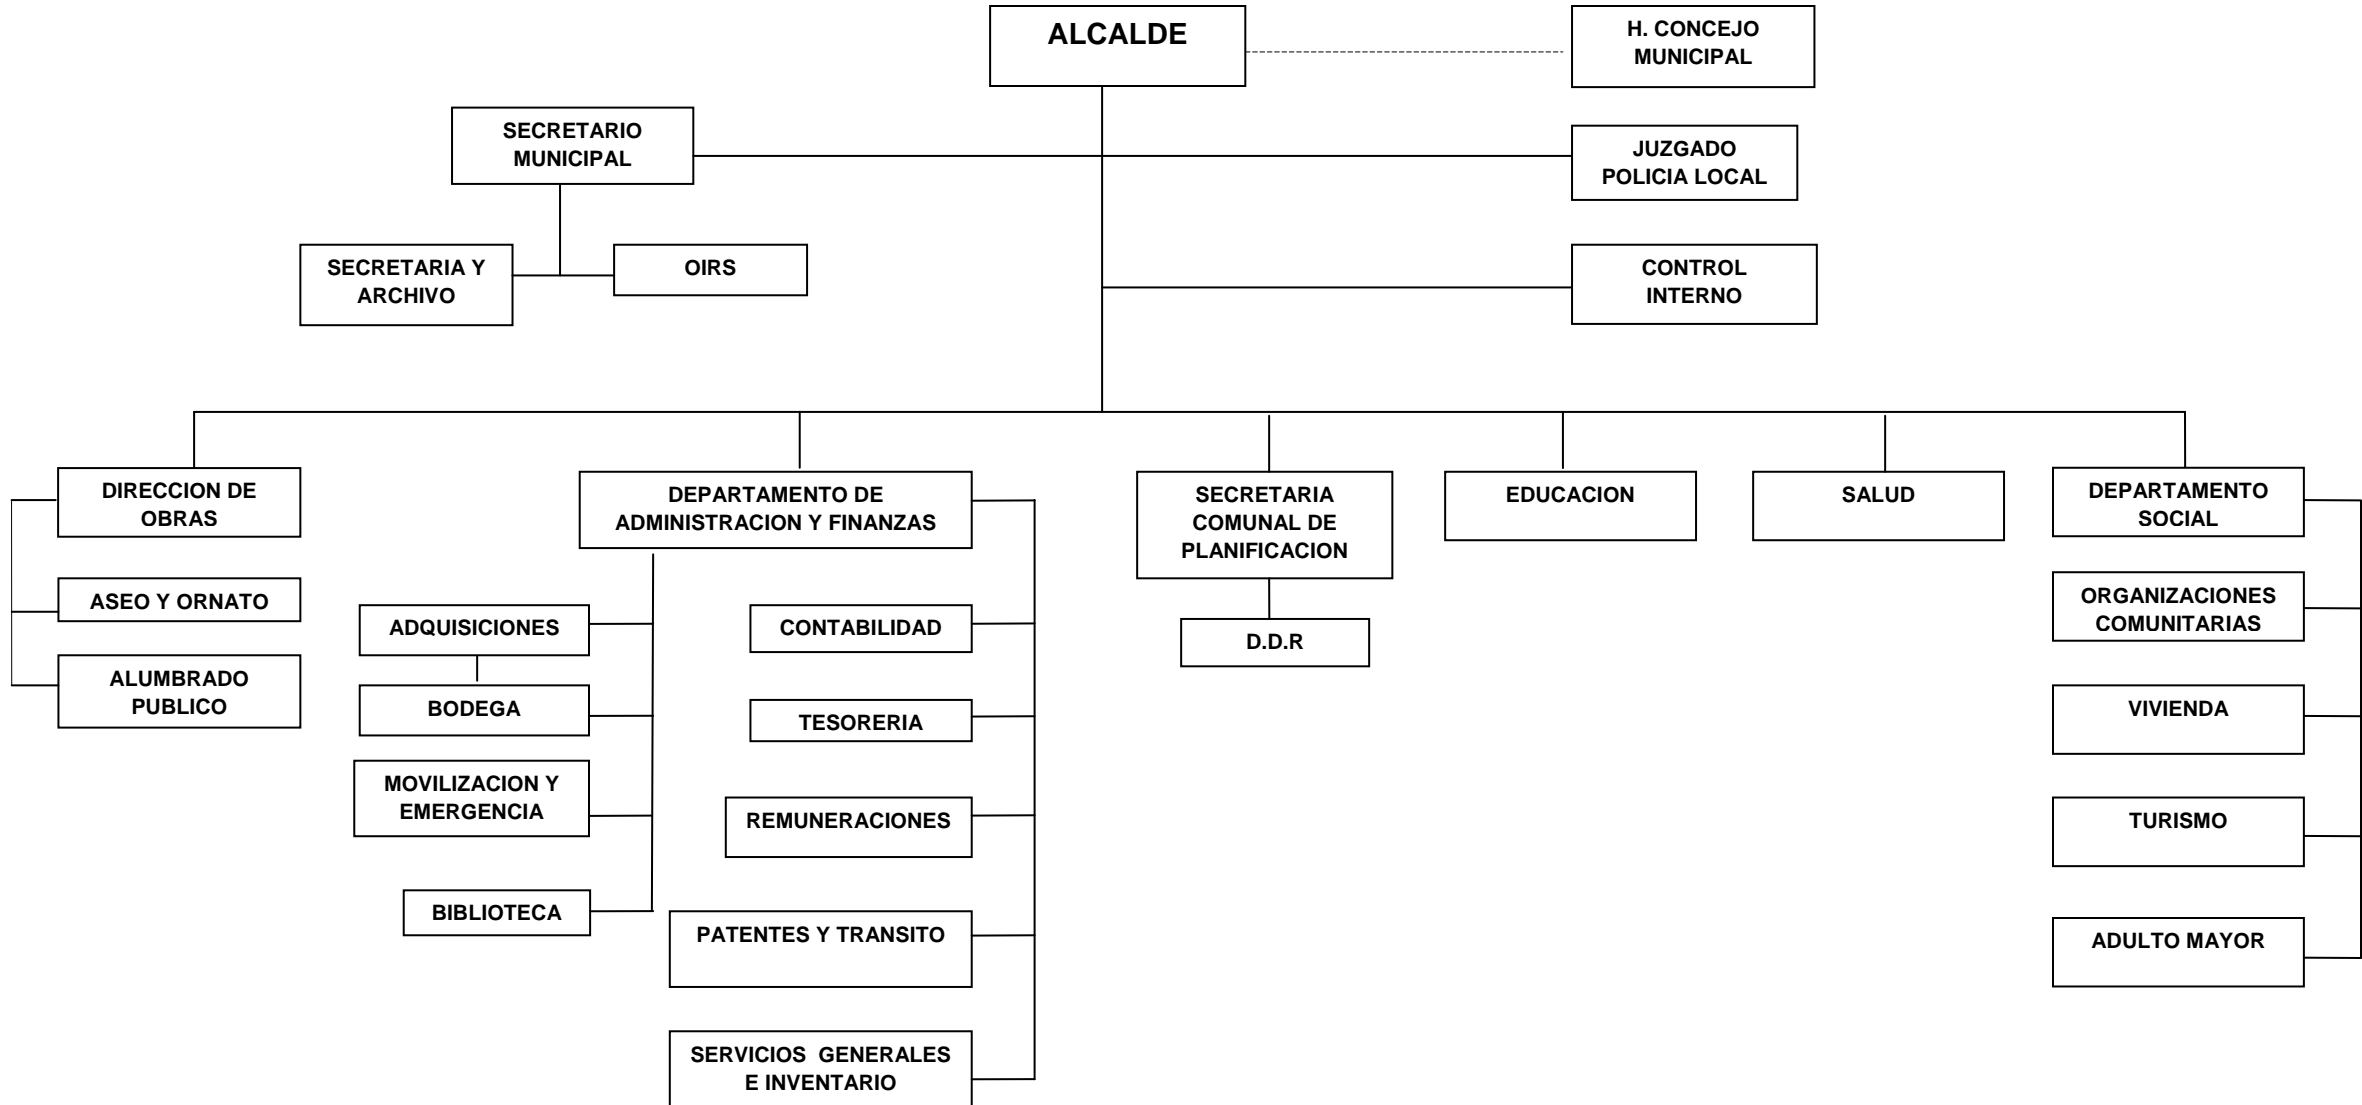 ALCALDE
H. CONCEJO
MUNICIPAL
SECRETARIO
MUNICIPAL
JUZGADO
POLICIA LOCAL
SECRETARIA Y
ARCHIVO
OIRS
CONTROL
INTERNO
DIRECCION DE
OBRAS
ASEO Y ORNATO
ALUMBRADO
PUBLICO
DEPARTAMENTO DE
ADMINISTRACION Y FINANZAS
ADQUISICIONES
BODEGA
MOVILIZACION Y
EMERGENCIA
BIBLIOTECA
CONTABILIDAD
TESORERIA
REMUNERACIONES
PATENTES Y TRANSITO
SERVICIOS  GENERALES
E INVENTARIO
SECRETARIA
COMUNAL DE
PLANIFICACION
D.D.R
EDUCACION
SALUD
DEPARTAMENTO
SOCIAL
ORGANIZACIONES
COMUNITARIAS
VIVIENDA
TURISMO
ADULTO MAYOR